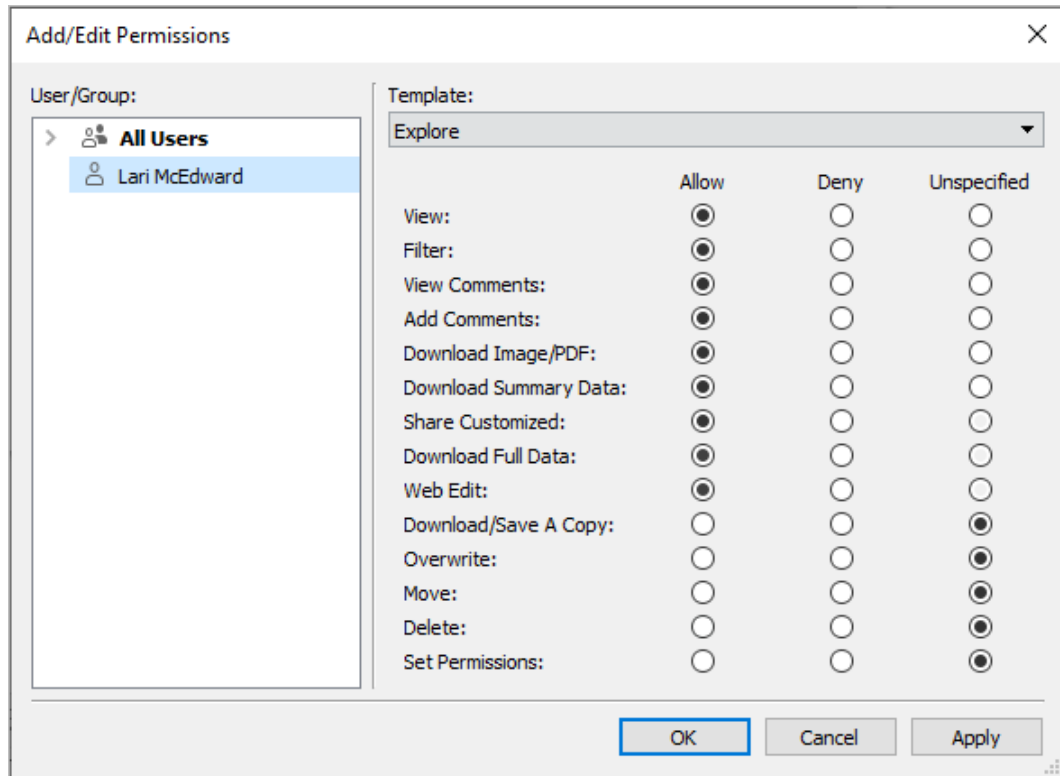 Add/Edit Permissions
User/Group:
All Users
Lari McEdward
Template:
Explore
Allow Deny Unspecified
View:
Filter:
View Comments:
Add Comments:
Download Image/PDF:
Download Summary Data:
Share Customized:
Download Full Data:
Web Edit:
Download/Save A Copy:
Overwrite:
Move:
Delete:
Set Permissions:
OK Cancel Apply